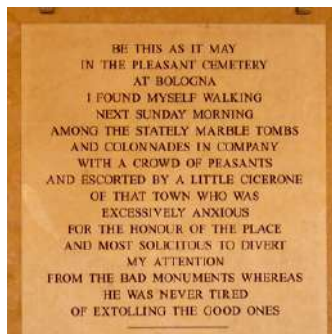 BE THIS AS IT MAY
IN THE PLEASANT CEMETERY
AT BOLOGNA
I FOUND MYSELF WALKING
NEXT SUNDAY MORNING
AMONG THE STATELY MARBLE TOMBS
AND COLONNADES IN COMPANY
WITH A CROWD OF PEASANTS
AND ESCORTED BY A LITTLE CICERONE
OF THAT TOWN WHO WAS
EXCESSIVELY ANXIOUS
FOR THE HONOUR OF THE PLACE
AND MOST SOLICITOUS TO DIVERT
MY ATTENTION
FROM THE BAD MONUMENTS WHEREAS
HE WAS NEVER TIRED
OF EXTOLLING THE GOOD ONES